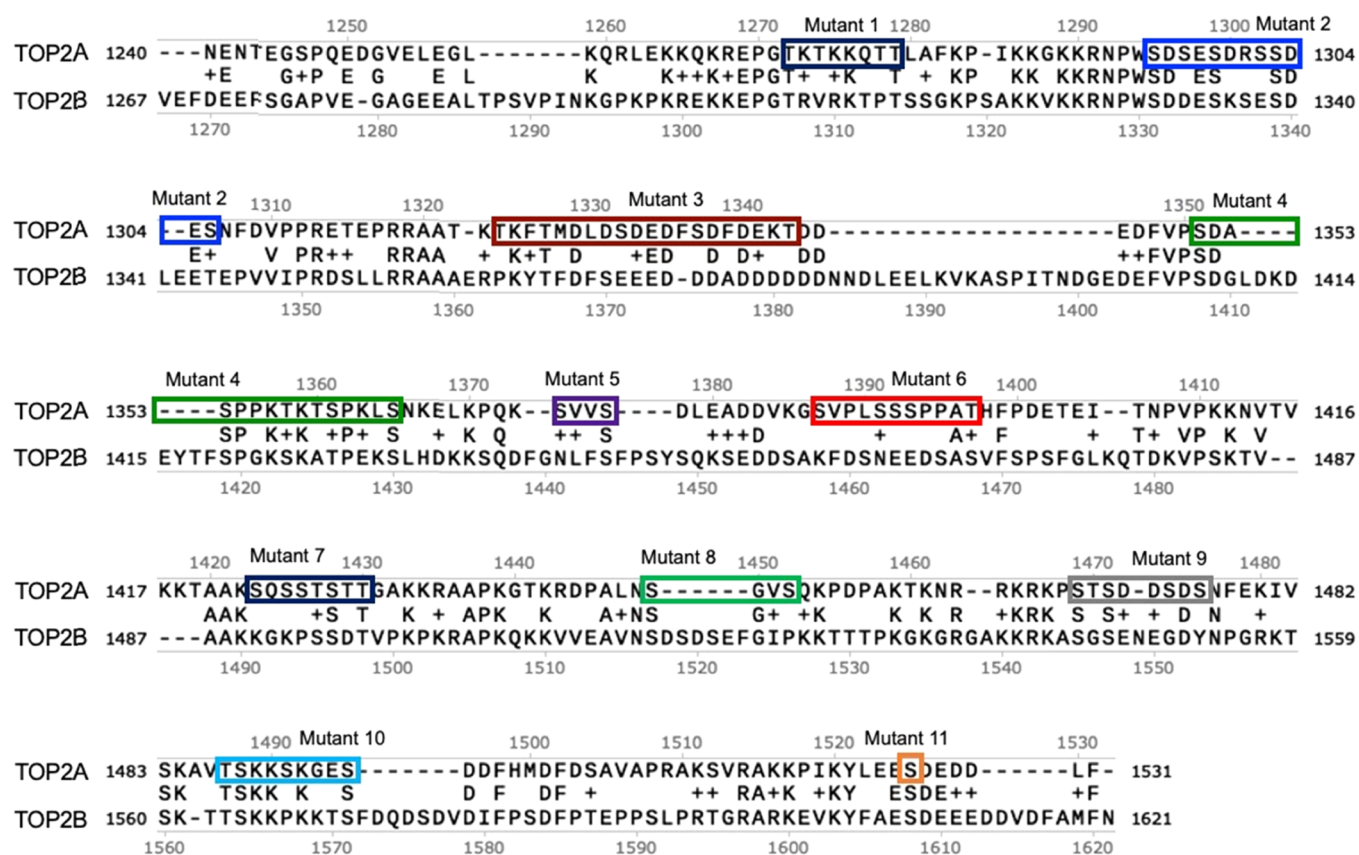 1250 1260 1270 Mutant 1 1280 1290 1300 Mutant 2
TOP2A 1240 ---NENTEGSPQEDGVELEGL-------KQRLEKKQKREPGTKTKKQTTLAFKP-IKKGKKRNPWSDSESDRSSD 1304
+E G+P E G E L K K++K+EPGT+ +K T + KP KK KKRNPWSD ES SD
TOP2B 1267 VEFDEEFSGAPVE-GAGEEALTPSVPINKGPKPKREKKEPGTRVRKTPTSSGKPSAKKVKKRNPWSDDESKSESD 1340
1270 1280 1290 1300 1310 1320 1330 1340
Mutant 2 1310 1320 1330 Mutant 3 1340 1350 Mutant 4
TOP2A 1304 --ESNFDVPPRETEPRRAAT-KTKFTMDLDSDEDFSDFDEKTDD-------------------EDFVPSDA---- 1353
E+ V PR++ RRAA + K+T D +ED D D+ DD ++FVPSD
TOP2B 1341 LEETEPVVIPRDSLLRRAAAERPKYTFDFSEEED-DDADDDDDDNNDLEELKVKASPITNDGEDEFVPSDGLDKD 1414
1350 1360 1370 1380 1390 1400 1410
Mutant 4 1360 1370 Mutant 5 1380 1390 Mutant 6 1400 1410
TOP2A 1353 ----SPPKTKTSPKLSNKELKPQK--SVVS----DLEADDVKGSVPLSSSPPATHFPDETEI--TNPVPKKNVTV 1416
SP K+K +P+ S + K Q ++ S +++D + A+ F + T+ VP K V
TOP2B 1415 EYTFSPGKSKATPEKSLHDKKSQDFGNLFSFPSYSQKSEDDSAKFDSNEEDSASVFSPSFGLKQTDKVPSKTV-- 1487
1420 1430 1440 1450 1460 1470 1480
1420 Mutant 7 1430 1440 Mutant 8 1450 1460 1470 Mutant 9 1480
TOP2A 1417 KKTAAKSQSSTSTTGAKKRAAPKGTKRDPALNS------GVSQKPDPAKTKNR--RKRKPSTSD-DSDSNFEKIV 1482
AAK +S T K + APK K A+NS G+ +K K K R +KRK S S+ + D N +
TOP2B 1487 ---AAKKGKPSSDTVPKPKRAPKQKKVVEAVNSDSDSEFGIPKKTTTPKGKGRGAKKRKASGSENEGDYNPGRKT 1559
1490 1500 1510 1520 1530 1540 1550
1490 Mutant 10 1500 1510 1520 Mutant 11 1530
TOP2A 1483 SKAVTSKKSKGES-------DDFHMDFDSAVAPRAKSVRAKKPIKYLEESDEDD------LF- 1531
SK TSKK K S D F DF + ++ RA+K +KY ESDE++ +F
TOP2B 1560 SK-TTSKKPKKTSFDQDSDVDIFPSDFPTEPPSLPRTGRARKEVKYFAESDEEEDDVDFAMFN 1621
1560 1570 1580 1590 1600 1610 1620